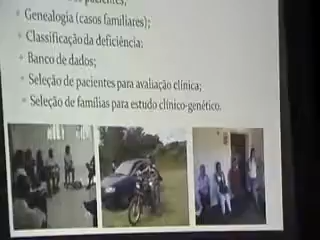 pacientes;
Genealogia (casos familiares);
Classificação da deficiência;
Banco de dados;
Seleção de pacientes para avaliação clínica;
Seleção de famílias para estudo clínico-genético.